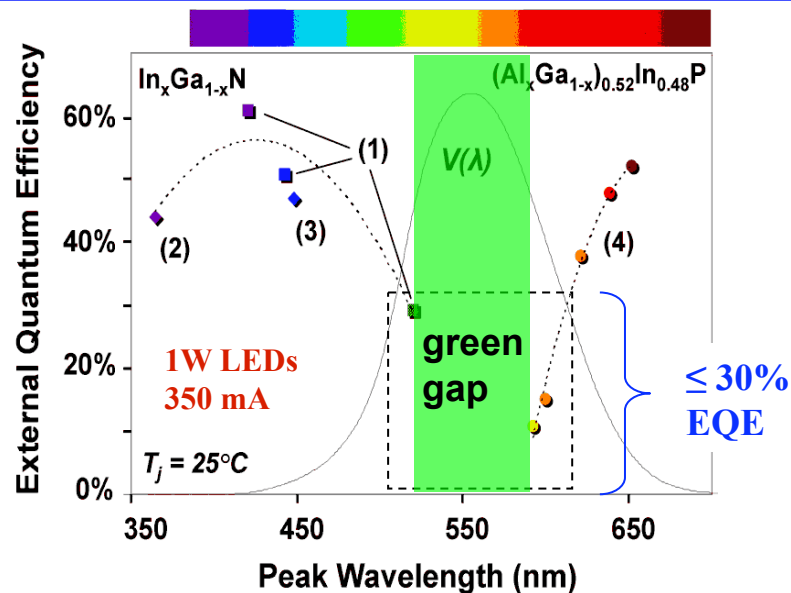 InₓGa₁₋ₓN
(AlₓGa₁₋ₓ)₀.₅₂In₀.₄₈P
External Quantum Efficiency
60%
40%
20%
0%
(1)
(2)
(3)
(4)
V(λ)
green
gap
1W LEDs
350 mA
≤ 30%
EQE
Tⱼ = 25°C
350
450
550
650
Peak Wavelength (nm)